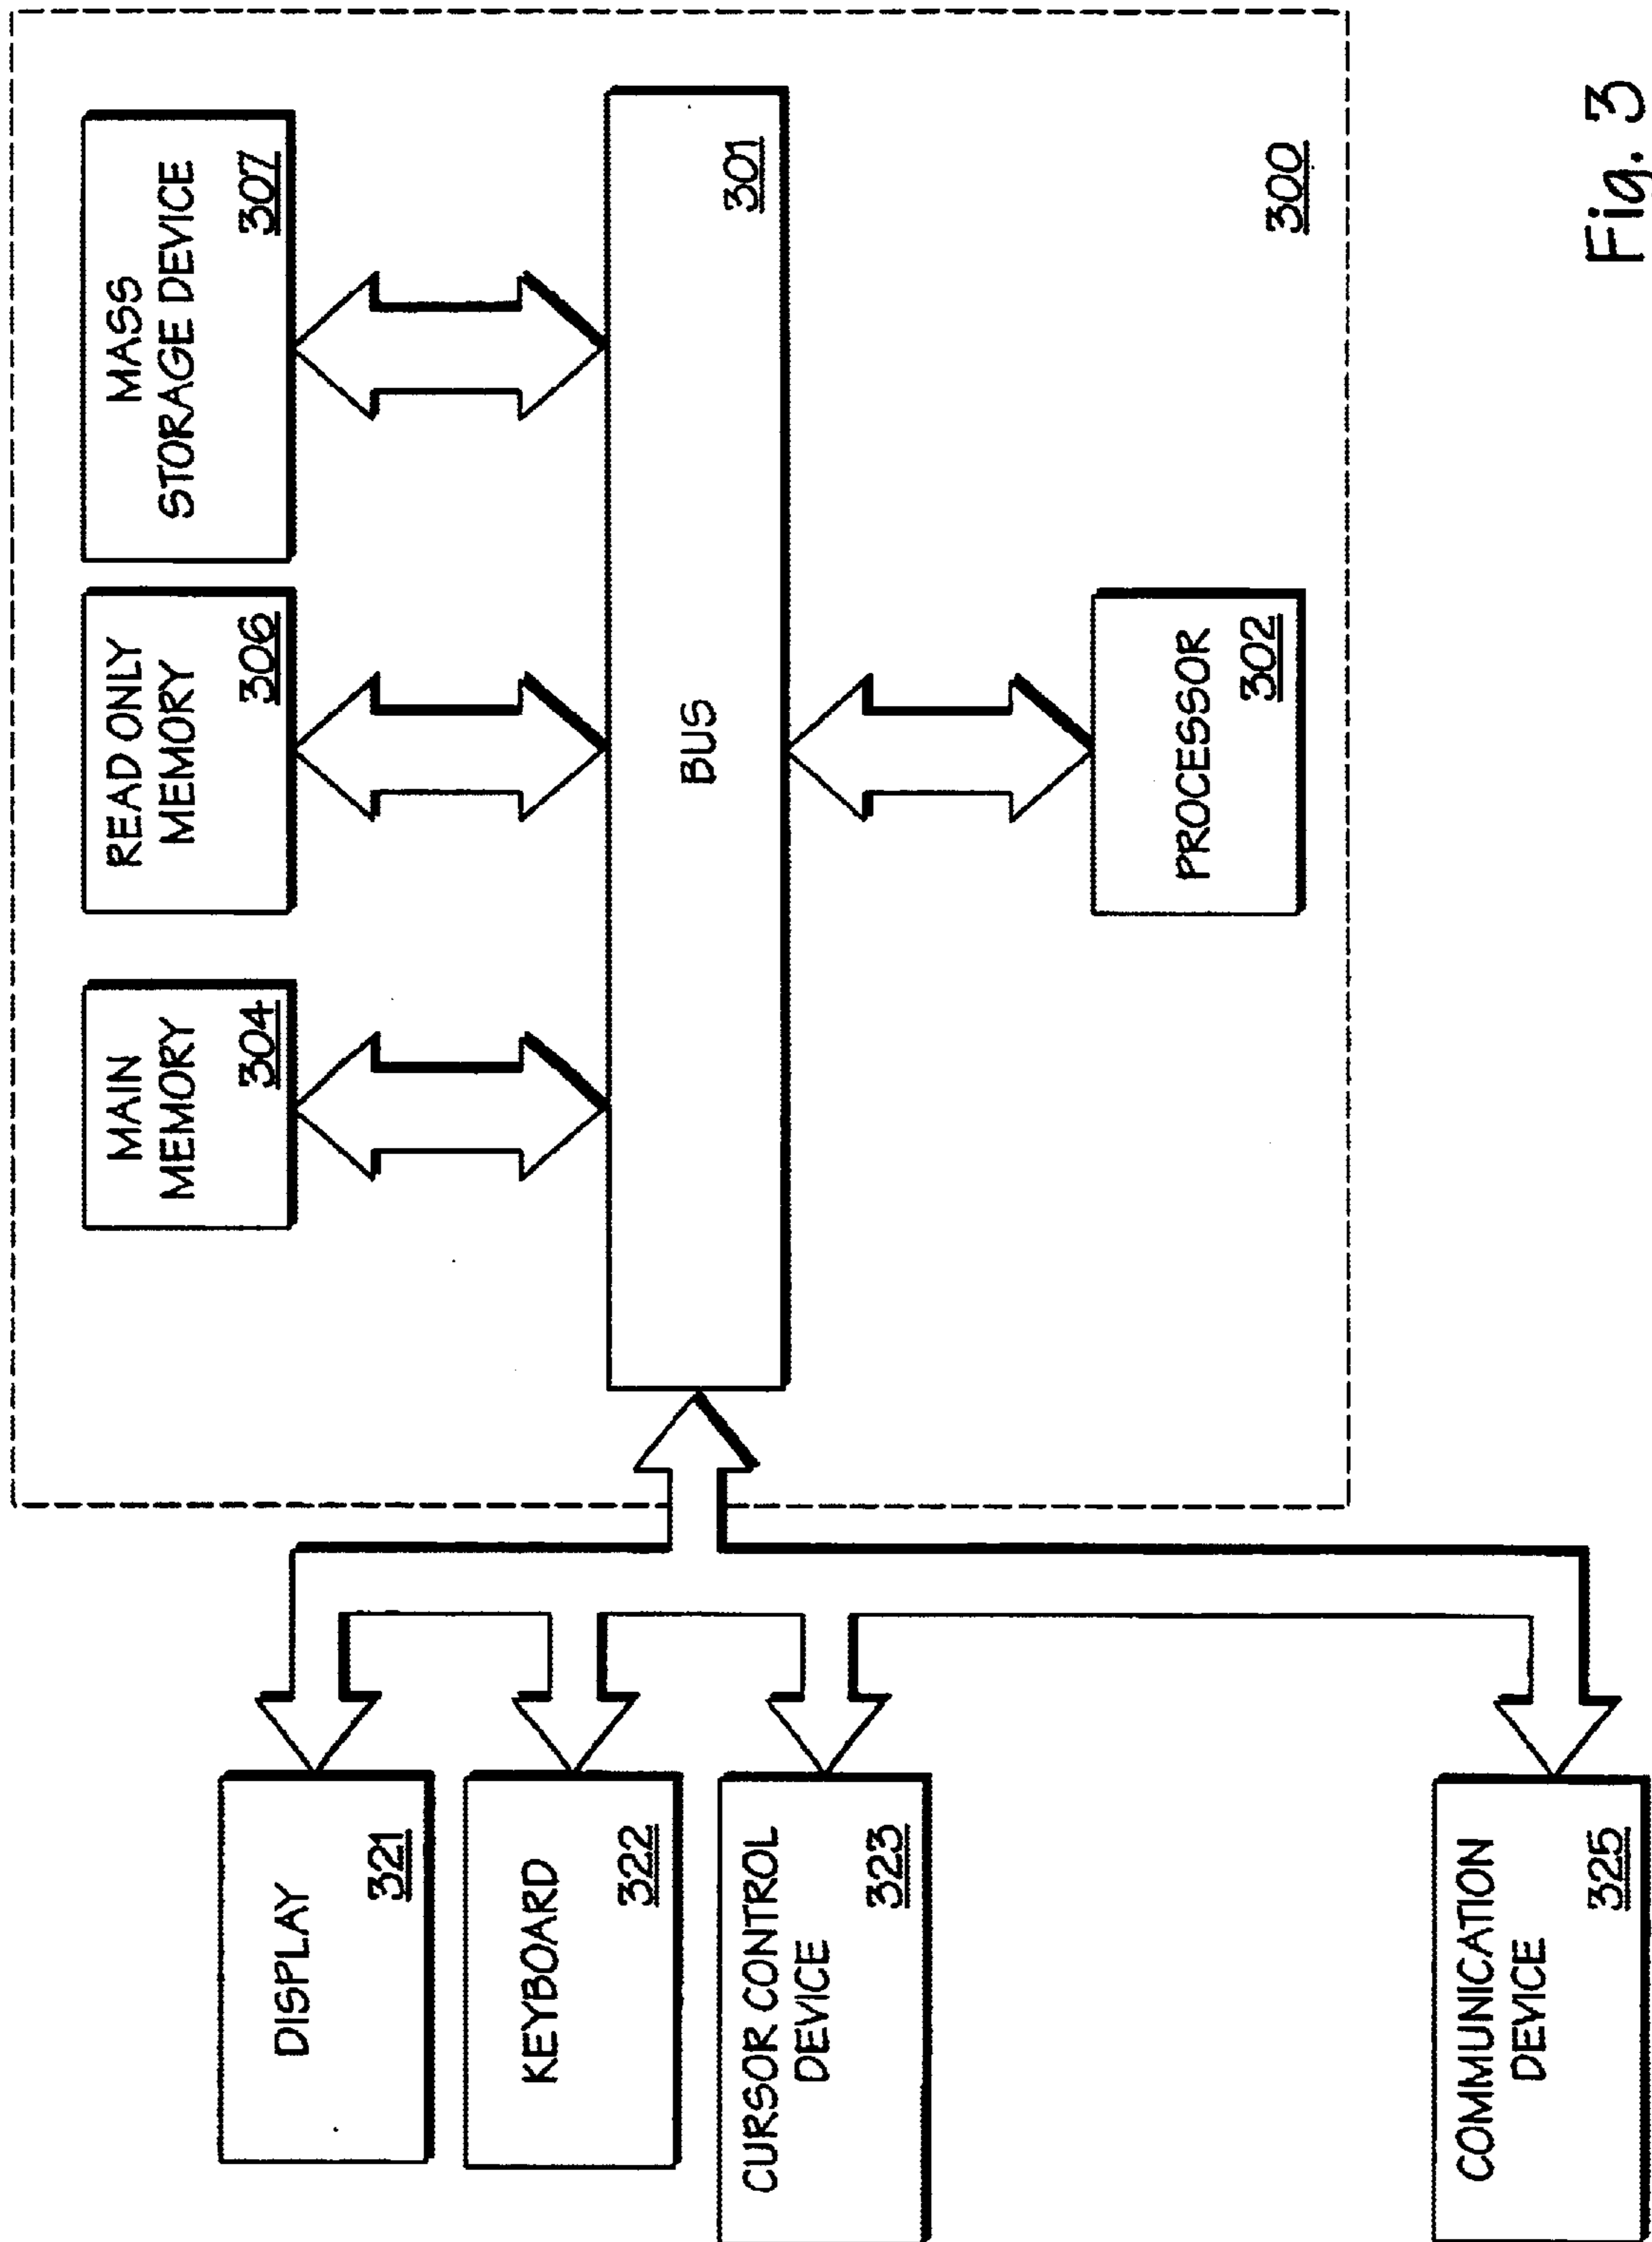 DISPLAY
321
KEYBOARD
322
CURSOR CONTROL
DEVICE
323
COMMUNICATION
DEVICE
325
MAIN
MEMORY
304
READ ONLY
MEMORY
306
MASS
STORAGE DEVICE
307
BUS
301
PROCESSOR
302
300
Fig. 3